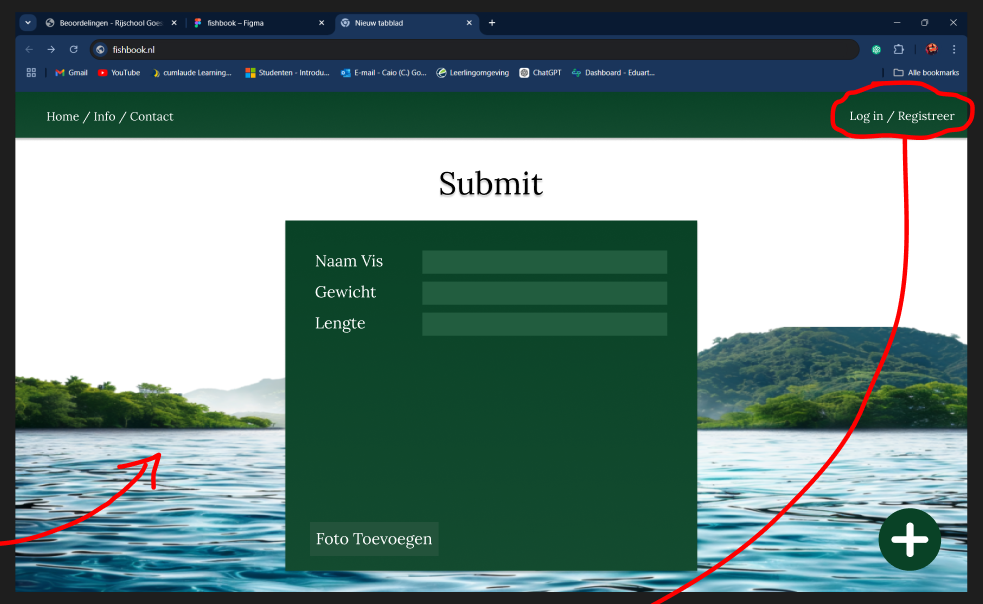 Beoordelingen - Rijschool Goes
fishbook – Figma
Nieuw tabblad
fishbook.nl
Gmail YouTube cumlaude Learning... Studenten - Introdu... E-mail - Caio (C.) Go... Leerlingomgeving ChatGPT Dashboard - Eduart... Alle bookmarks
Home / Info / Contact
Log in / Registreer
Submit
Naam Vis
Gewicht
Lengte
Foto Toevoegen